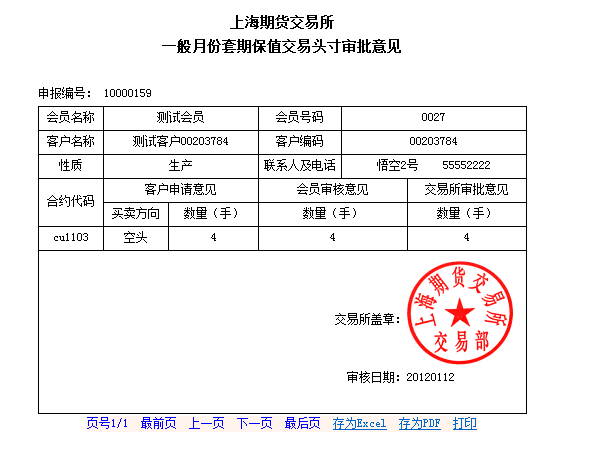 上海期货交易所
一般月份套期保值交易头寸审批意见
申报编号： 10000159
会员名称 测试会员 会员号码 0027
客户名称 测试客户00203784 客户编码 00203784
性质 生产 联系人及电话 悟空2号 55552222
合约代码 客户申请意见 会员审核意见 交易所审批意见
买卖方向 数量（手） 数量（手） 数量（手）
cu1103 空头 4 4 4
交易所盖章：
上海期货交易所
交易部
审核日期：20120112
页号1/1 最前页 上一页 下一页 最后页 存为Excel 存为PDF 打印